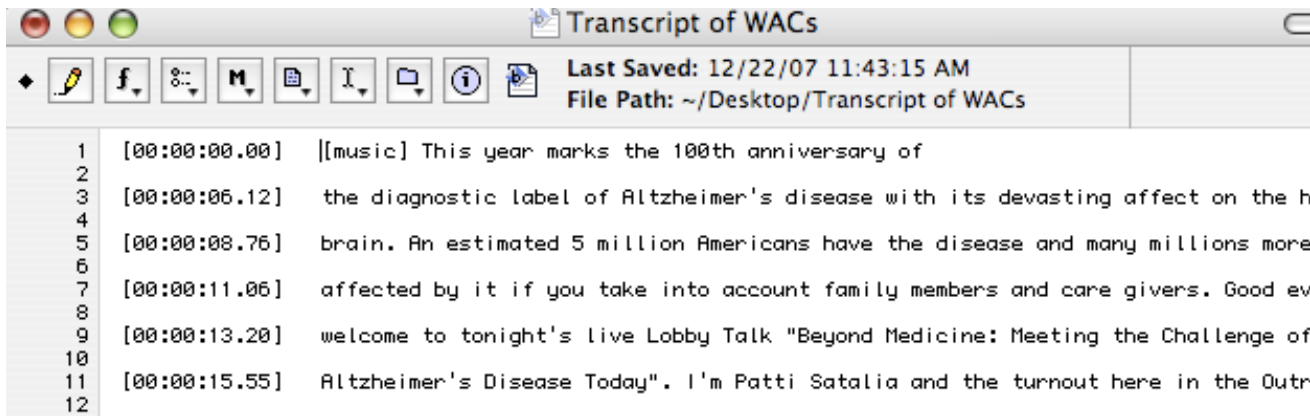 Transcript of WACs
Last Saved: 12/22/07 11:43:15 AM
File Path: ~/Desktop/Transcript of WACs
1 [00:00:00.00] [music] This year marks the 100th anniversary of
2
3 [00:00:06.12] the diagnostic label of Altzheimer's disease with its devasting affect on the h
4
5 [00:00:08.76] brain. An estimated 5 million Americans have the disease and many millions more
6
7 [00:00:11.06] affected by it if you take into account family members and care givers. Good ev
8
9 [00:00:13.20] welcome to tonight's live Lobby Talk "Beyond Medicine: Meeting the Challenge of
10
11 [00:00:15.55] Altzheimer's Disease Today". I'm Patti Satalia and the turnout here in the Outr
12